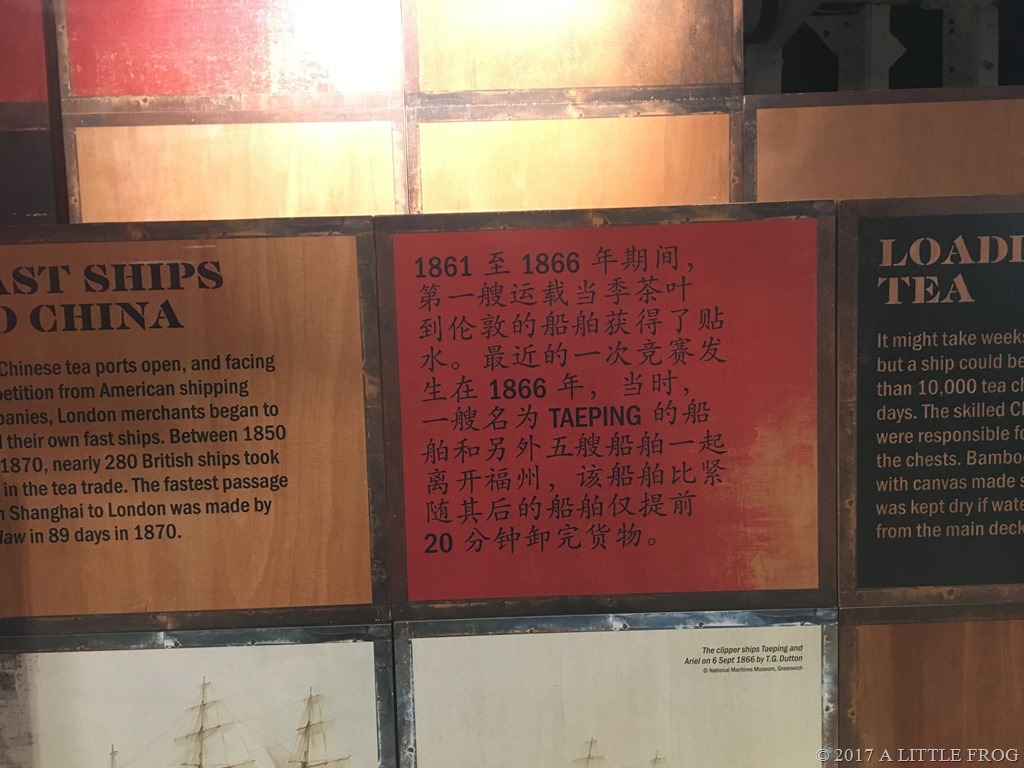 AST SHIPS
O CHINA
Chinese tea ports open, and facing
etition from American shipping
panies, London merchants began to
their own fast ships. Between 1850
1870, nearly 280 British ships took
in the tea trade. The fastest passage
Shanghai to London was made by
law in 89 days in 1870.
1861 至 1866 年期间，
第一艘运载当季茶叶
到伦敦的船舶获得了贴
水。最近的一次竞赛发
生在 1866 年，当时，
一艘名为 TAEPING 的船
舶和另外五艘船舶一起
离开福州，该船舶比紧
随其后的船舶仅提前
20 分钟卸完货物。
LOADI
TEA
It might take weeks
but a ship could be
than 10,000 tea c
days. The skilled C
were responsible fo
the chests. Bambo
with canvas made s
was kept dry if wate
from the main deck
The clipper ships Taeping and
Ariel on 6 Sept 1866 by T.G. Dutton
© National Maritime Museum, Greenwich
© 2017 A LITTLE FROG